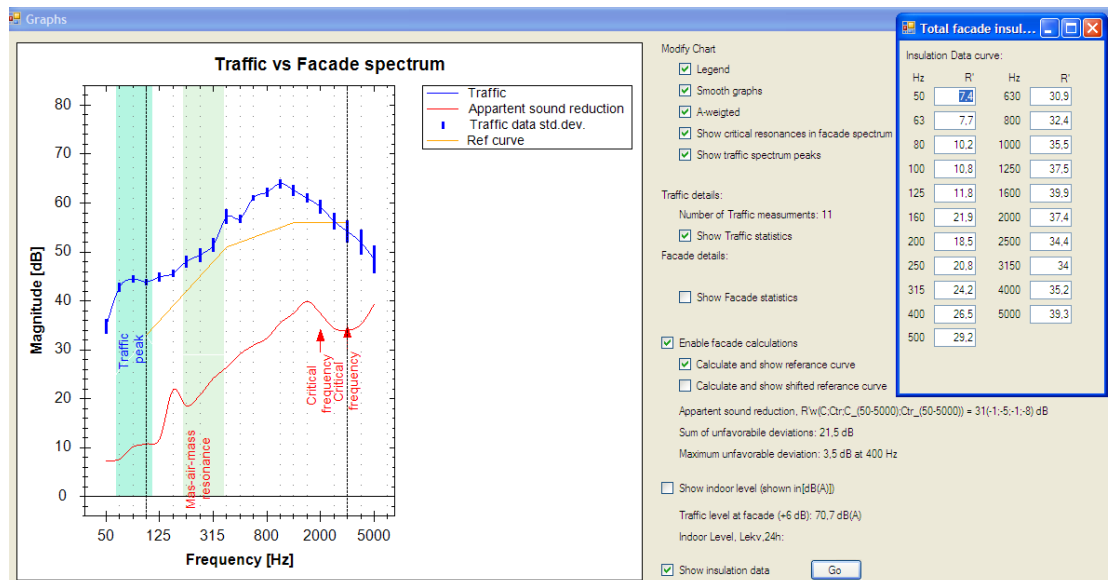 Graphs
Traffic vs Facade spectrum
Magnitude [dB]
80
70
60
50
40
30
20
10
0
50
125
315
800
2000
5000
Frequency [Hz]
Traffic
peak
Mas-air-mass
resonance
Critical
frequency
Critical
frequency
Traffic
Appartent sound reduction
Traffic data std.dev.
Ref curve
Modify Chart
Legend
Smooth graphs
A-weigted
Show critical resonances in facade spectrum
Show traffic spectrum peaks
Traffic details:
Number of Traffic measuments: 11
Show Traffic statistics
Facade details:
Show Facade statistics
Enable facade calculations
Calculate and show referance curve
Calculate and show shifted referance curve
Appartent sound reduction, R'w(C;Ctr;C_(50-5000);Ctr_(50-5000)) = 31(-1;-5;-1;-8) dB
Sum of unfavorable deviations: 21,5 dB
Maximum unfavorable deviation: 3,5 dB at 400 Hz
Show indoor level (shown in[dB(A)])
Traffic level at facade (+6 dB): 70,7 dB(A)
Indoor Level, Lekv,24h:
Show insulation data
Go
Total facade insul...
Insulation Data curve:
Hz R' Hz R'
50 7,4 630 30,9
63 7,7 800 32,4
80 10,2 1000 35,5
100 10,8 1250 37,5
125 11,8 1600 39,9
160 21,9 2000 37,4
200 18,5 2500 34,4
250 20,8 3150 34
315 24,2 4000 35,2
400 26,5 5000 39,3
500 29,2